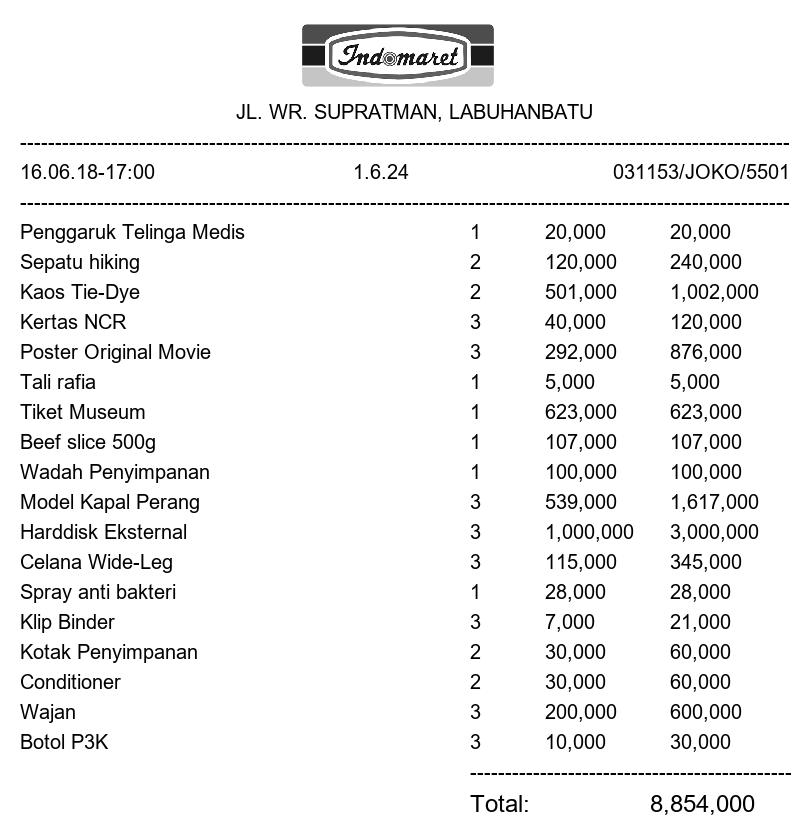 Indomaret
JL. WR. SUPRATMAN, LABUHANBATU
16.06.18-17:00 1.6.24 031153/JOKO/5501
Penggaruk Telinga Medis 1 20,000 20,000
Sepatu hiking 2 120,000 240,000
Kaos Tie-Dye 2 501,000 1,002,000
Kertas NCR 3 40,000 120,000
Poster Original Movie 3 292,000 876,000
Tali rafia 1 5,000 5,000
Tiket Museum 1 623,000 623,000
Beef slice 500g 1 107,000 107,000
Wadah Penyimpanan 1 100,000 100,000
Model Kapal Perang 3 539,000 1,617,000
Harddisk Eksternal 3 1,000,000 3,000,000
Celana Wide-Leg 3 115,000 345,000
Spray anti bakteri 1 28,000 28,000
Klip Binder 3 7,000 21,000
Kotak Penyimpanan 2 30,000 60,000
Conditioner 2 30,000 60,000
Wajan 3 200,000 600,000
Botol P3K 3 10,000 30,000
Total: 8,854,000